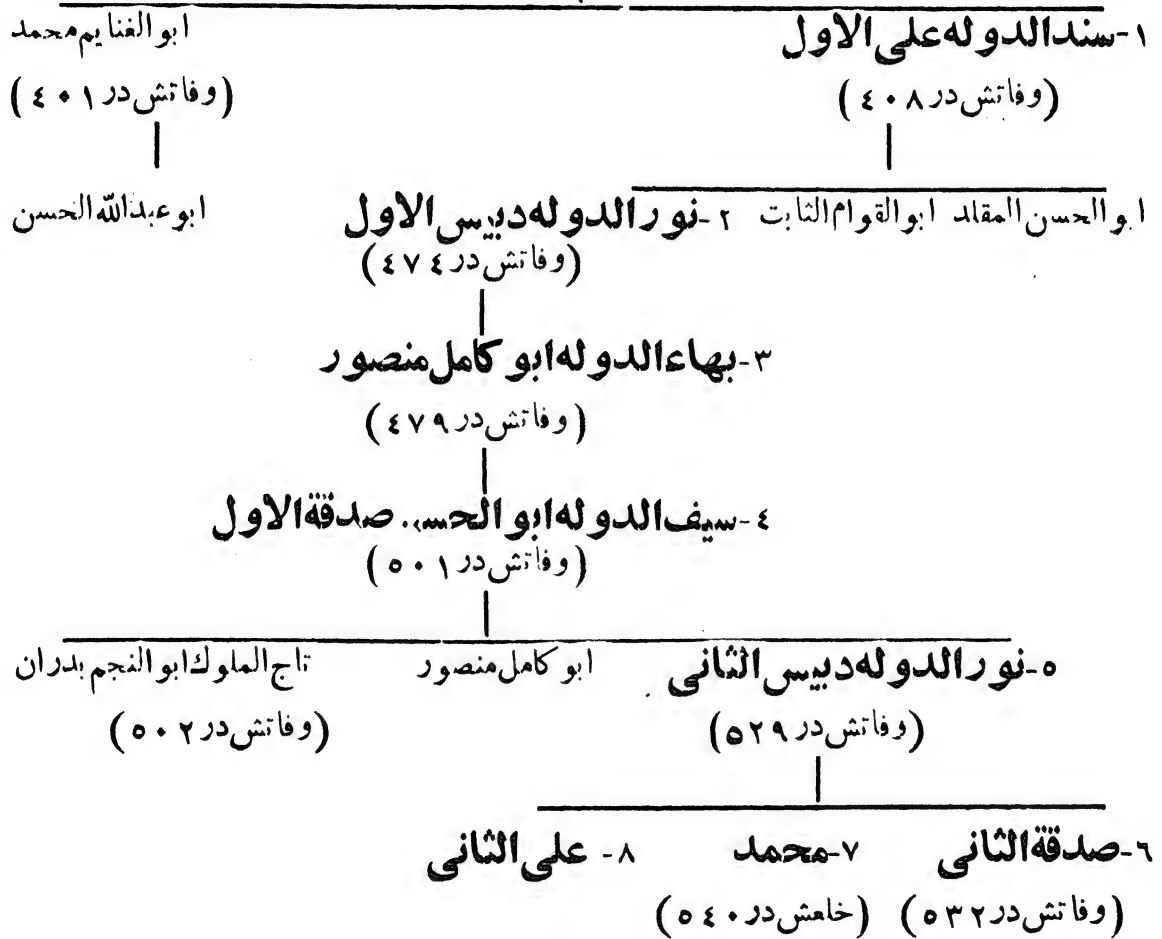 ۱-سندالدوله علی الاول ابوالغنایم محمد
(وفاتش در ۴۰۸) (وفاتش در ۴۰۱)
ابوالحسن المقلد ابوالقوام الثابت ۲-نورالدوله دبیس الاول ابوعبدالله الحسن
(وفاتش در ۴۷۴)
۳-بهاءالدوله ابوکامل منصور
(وفاتش در ۴۷۹)
۴-سیف الدوله ابوالحسن صدقة الاول
(وفاتش در ۵۰۱)
۵-نورالدوله دبیس الثانی ابوکامل منصور تاج الملوك ابوالنجم بدران
(وفاتش در ۵۲۹) (وفاتش در ۵۰۲)
۶-صدقة الثانی ۷-محمد ۸- علی الثانی
(وفاتش در ۵۳۲) (خلعش در ۵۴۰)